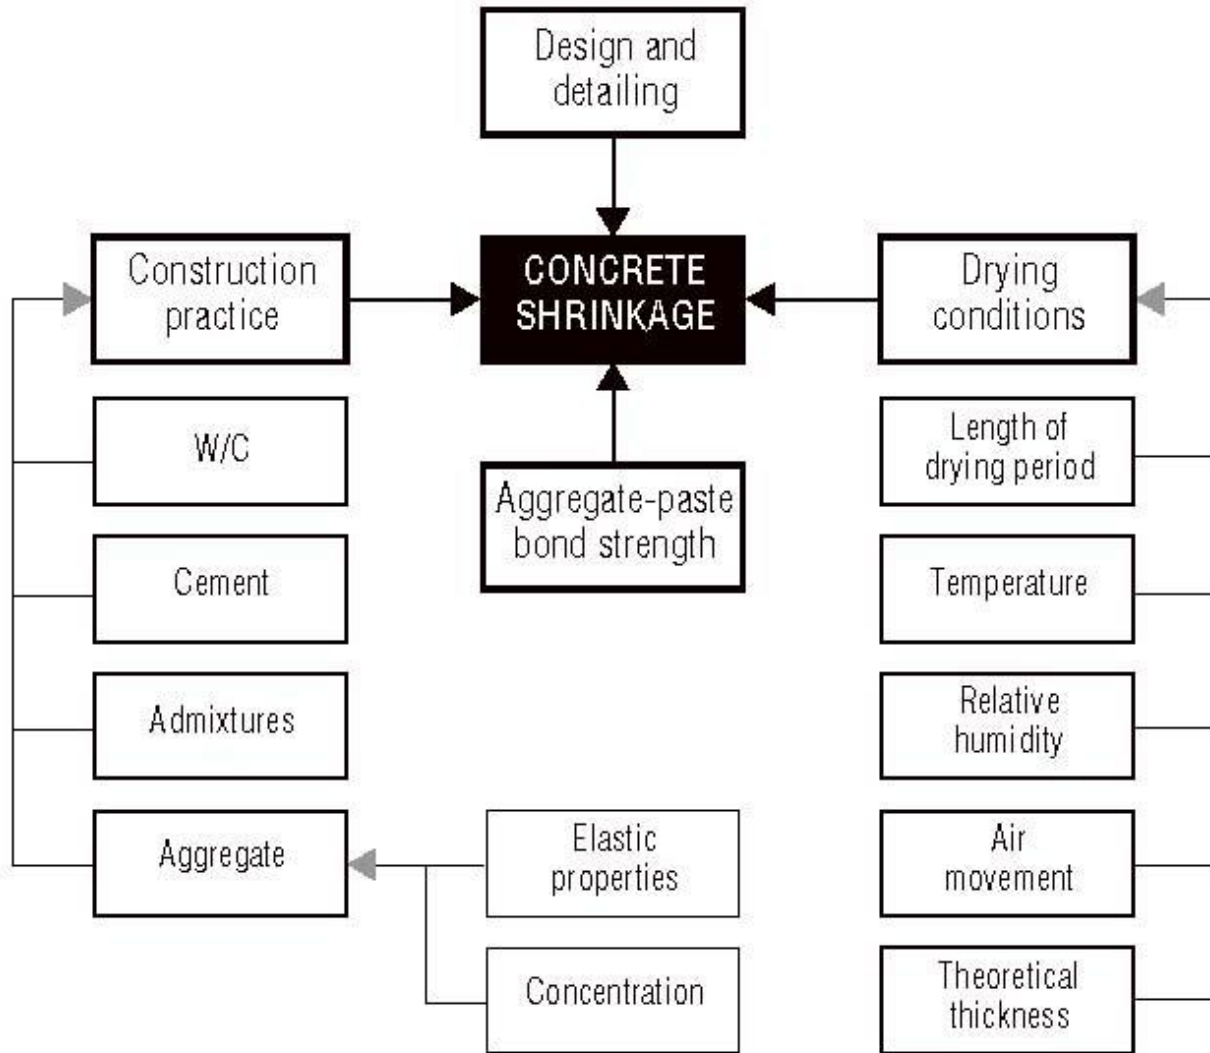 Design and
detailing
Construction
practice
CONCRETE
SHRINKAGE
Drying
conditions
W/C
Length of
drying period
Aggregate-paste
bond strength
Cement
Temperature
Admixtures
Relative
humidity
Aggregate
Elastic
properties
Air
movement
Concentration
Theoretical
thickness